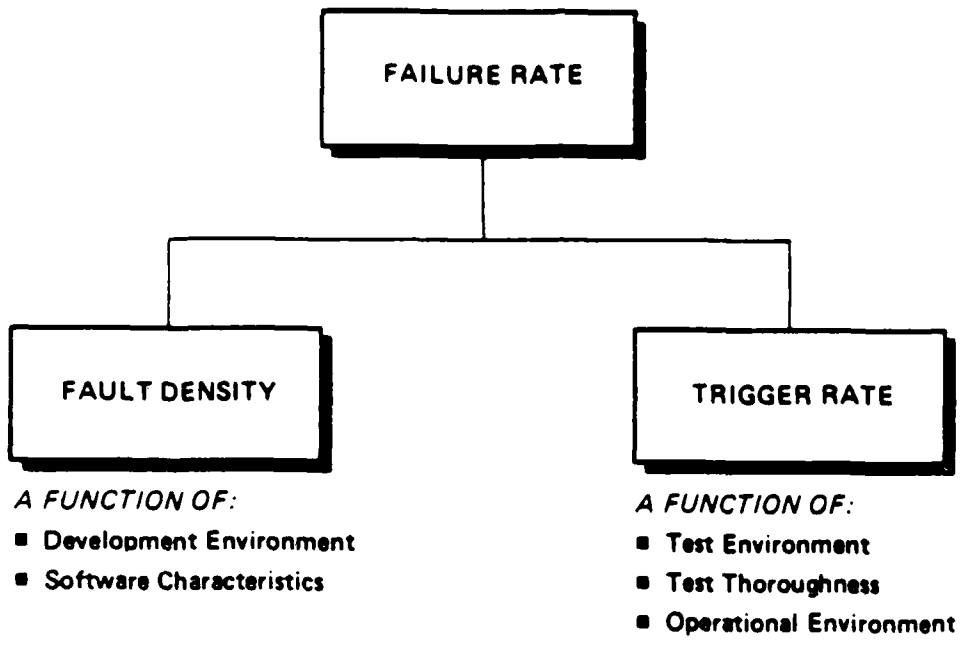 FAILURE RATE
FAULT DENSITY
A FUNCTION OF:
■ Development Environment
■ Software Characteristics
TRIGGER RATE
A FUNCTION OF:
■ Test Environment
■ Test Thoroughness
■ Operational Environment